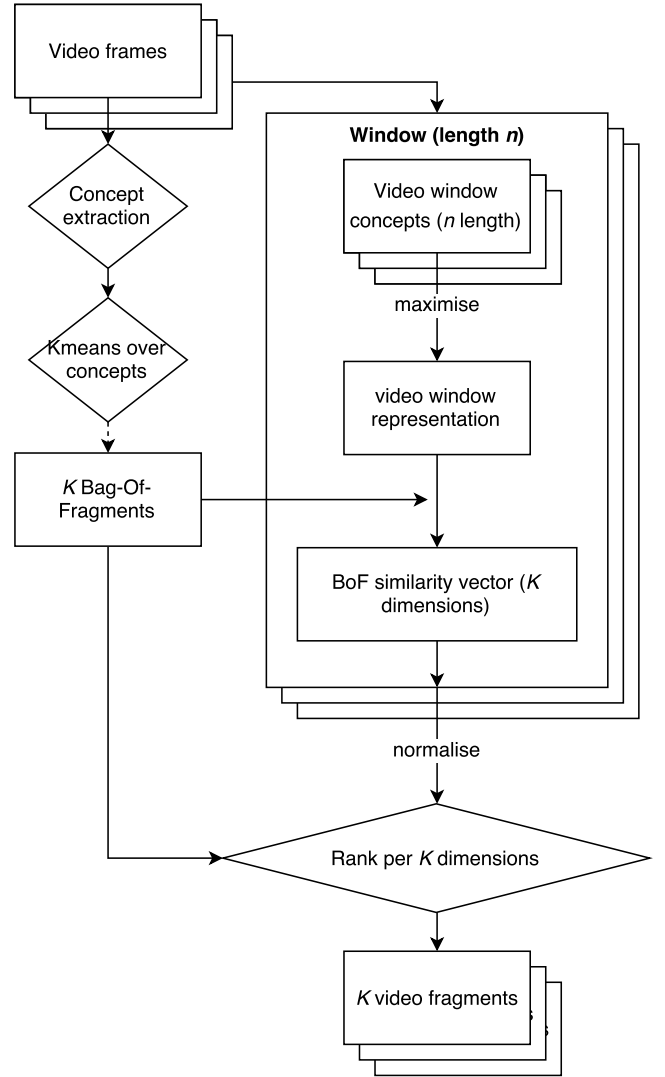 Video frames
Concept
extraction
Kmeans over
concepts
K Bag-Of-
Fragments
Window (length n)
Video window
concepts (n length)
maximise
video window
representation
BoF similarity vector (K
dimensions)
normalise
Rank per K dimensions
K video fragments